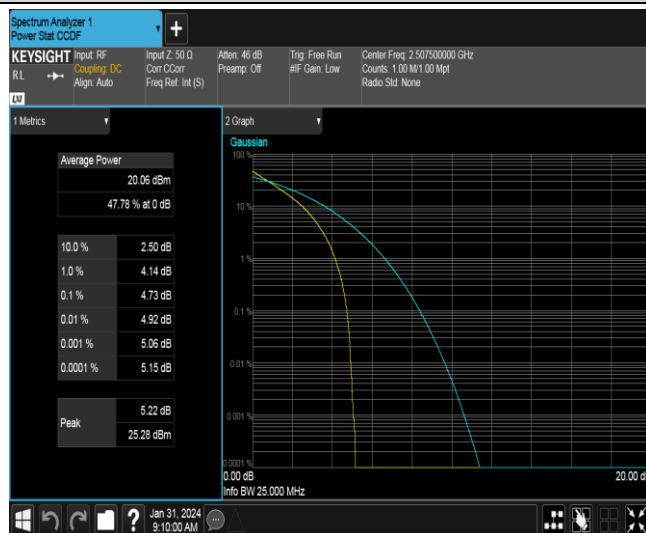 Spectrum Analyzer 1
Power Stat CCDF
+
KEYSIGHT
RL
LXI
Input: RF
Coupling: DC
Align: Auto
Input Z: 50 Ω
Corr CCorr
Freq Ref: Int (S)
Atten: 46 dB
Preamp: Off
Trig: Free Run
#IF Gain: Low
Center Freq: 2.507500000 GHz
Counts: 1.00 M/1.00 Mpt
Radio Std: None
1 Metrics
Average Power
20.06 dBm
47.78 % at 0 dB
10.0 % 2.50 dB
1.0 % 4.14 dB
0.1 % 4.73 dB
0.01 % 4.92 dB
0.001 % 5.06 dB
0.0001 % 5.15 dB
Peak
5.22 dB
25.28 dBm
2 Graph
Gaussian
100 %
10 %
1 %
0.1 %
0.01 %
0.001 %
0.0001 %
0.00 dB
20.00 d
Info BW 25.000 MHz
?
Jan 31, 2024
9:10:00 AM